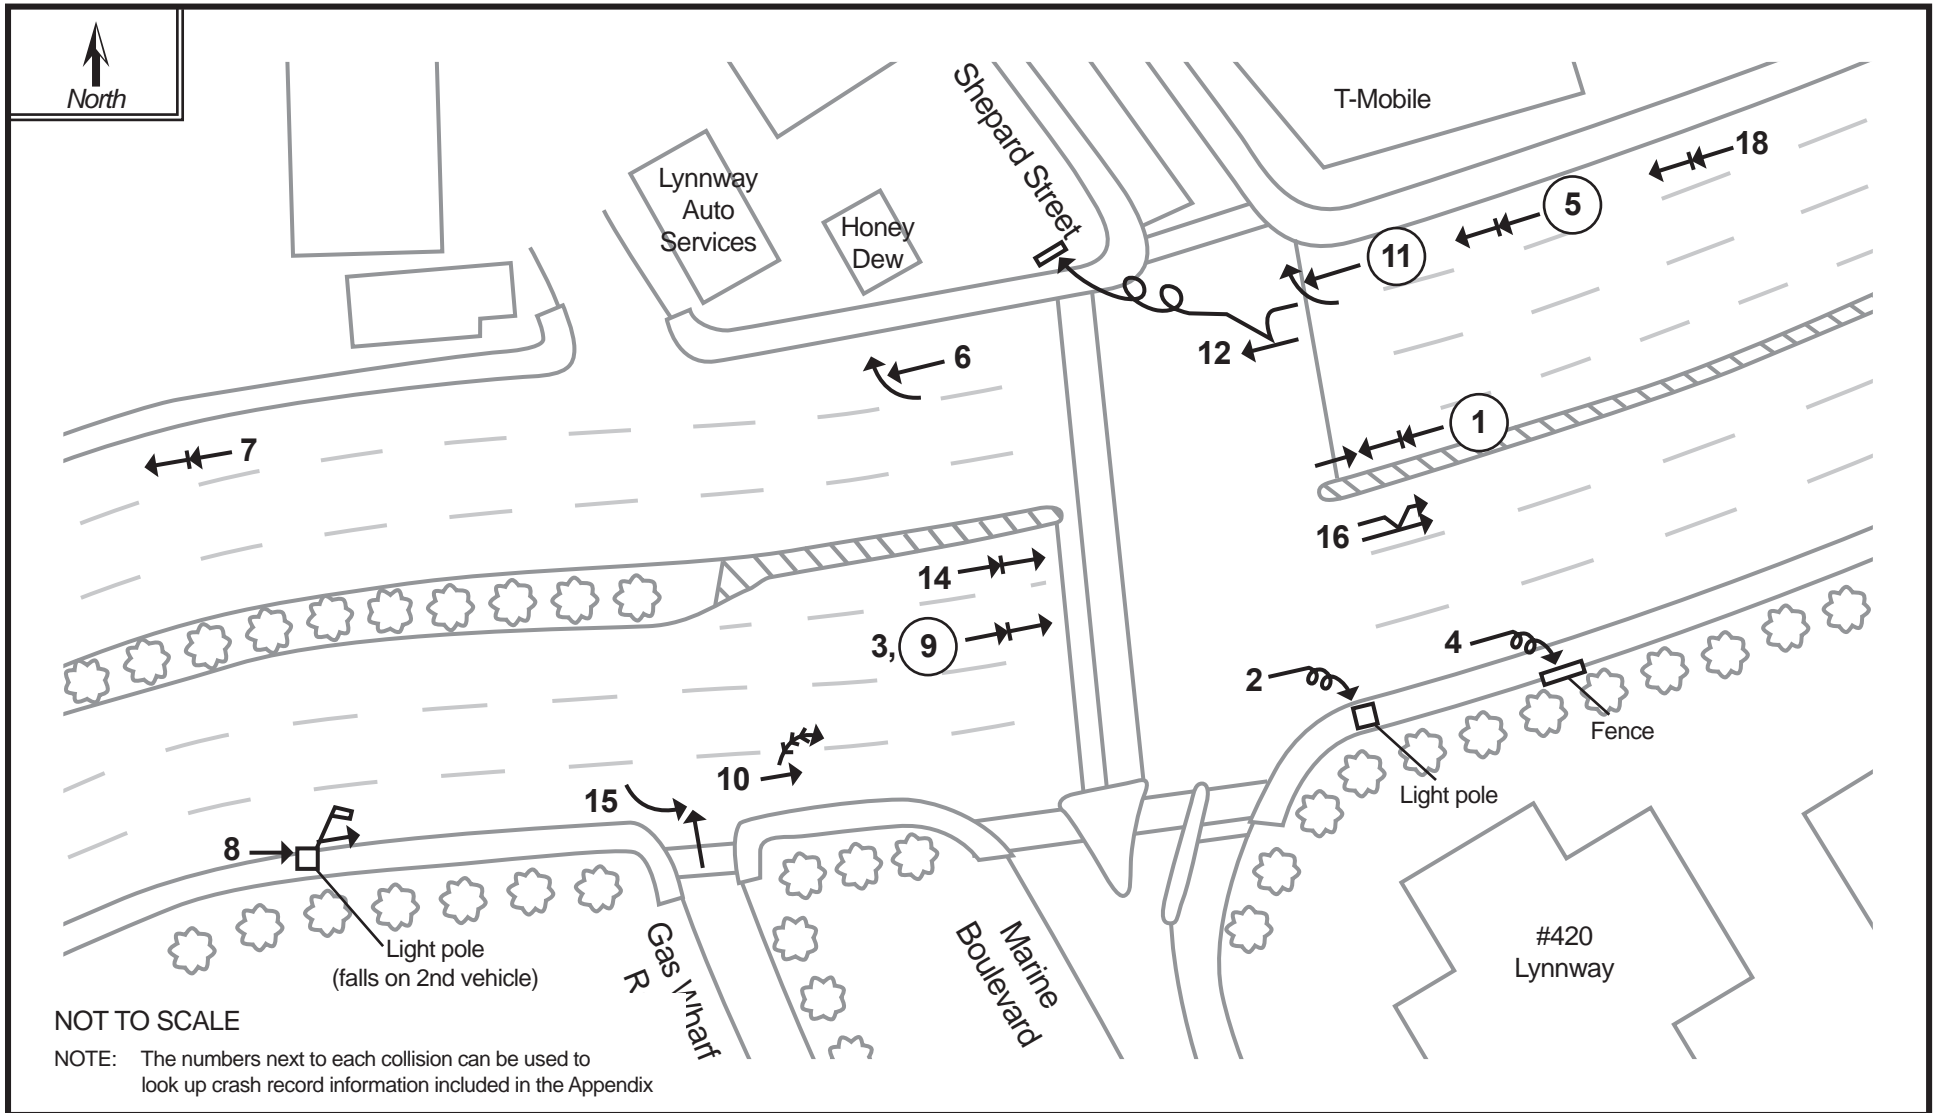 North
T-Mobile
Shepard Street
18
5
11
Lynnway
Auto
Services
Honey
Dew
12
6
1
7
16
14
3, 9
4
2
Fence
10
15
Light pole
8
Light pole
(falls on 2nd vehicle)
Gas Wharf
R
Marine
Boulevard
#420
Lynnway
NOT TO SCALE
NOTE: The numbers next to each collision can be used to
look up crash record information included in the Appendix